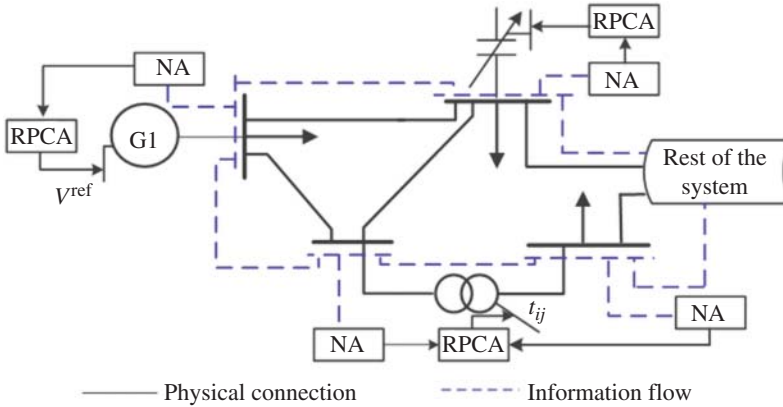 RPCA
NA
NA
RPCA
G1
Rest of the
system
V^ref
t_ij
NA
NA
RPCA
Physical connection
Information flow